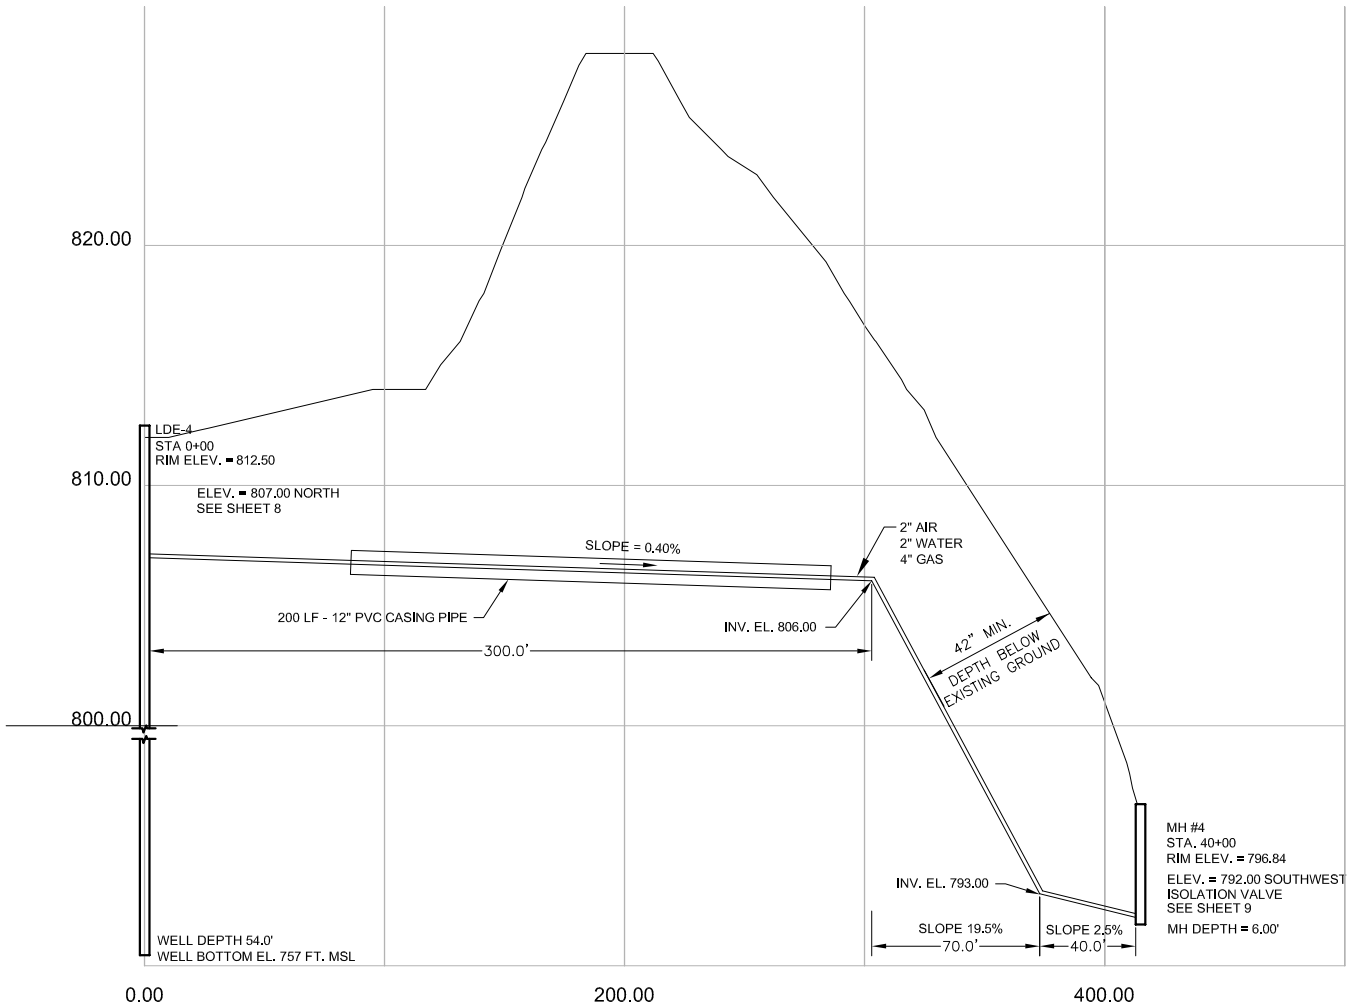 820.00
LDE-4
STA 0+00
RIM ELEV. = 812.50
810.00
ELEV. = 807.00 NORTH
SEE SHEET 8
2" AIR
2" WATER
4" GAS
SLOPE = 0.40%
200 LF - 12" PVC CASING PIPE
INV. EL. 806.00
300.0'
42" MIN.
DEPTH BELOW
EXISTING GROUND
800.00
MH #4
STA. 40+00
RIM ELEV. = 796.84
ELEV. = 792.00 SOUTHWEST
ISOLATION VALVE
SEE SHEET 9
MH DEPTH = 6.00'
INV. EL. 793.00
SLOPE 19.5%
SLOPE 2.5%
70.0'
40.0'
WELL DEPTH 54.0'
WELL BOTTOM EL. 757 FT. MSL
0.00
200.00
400.00